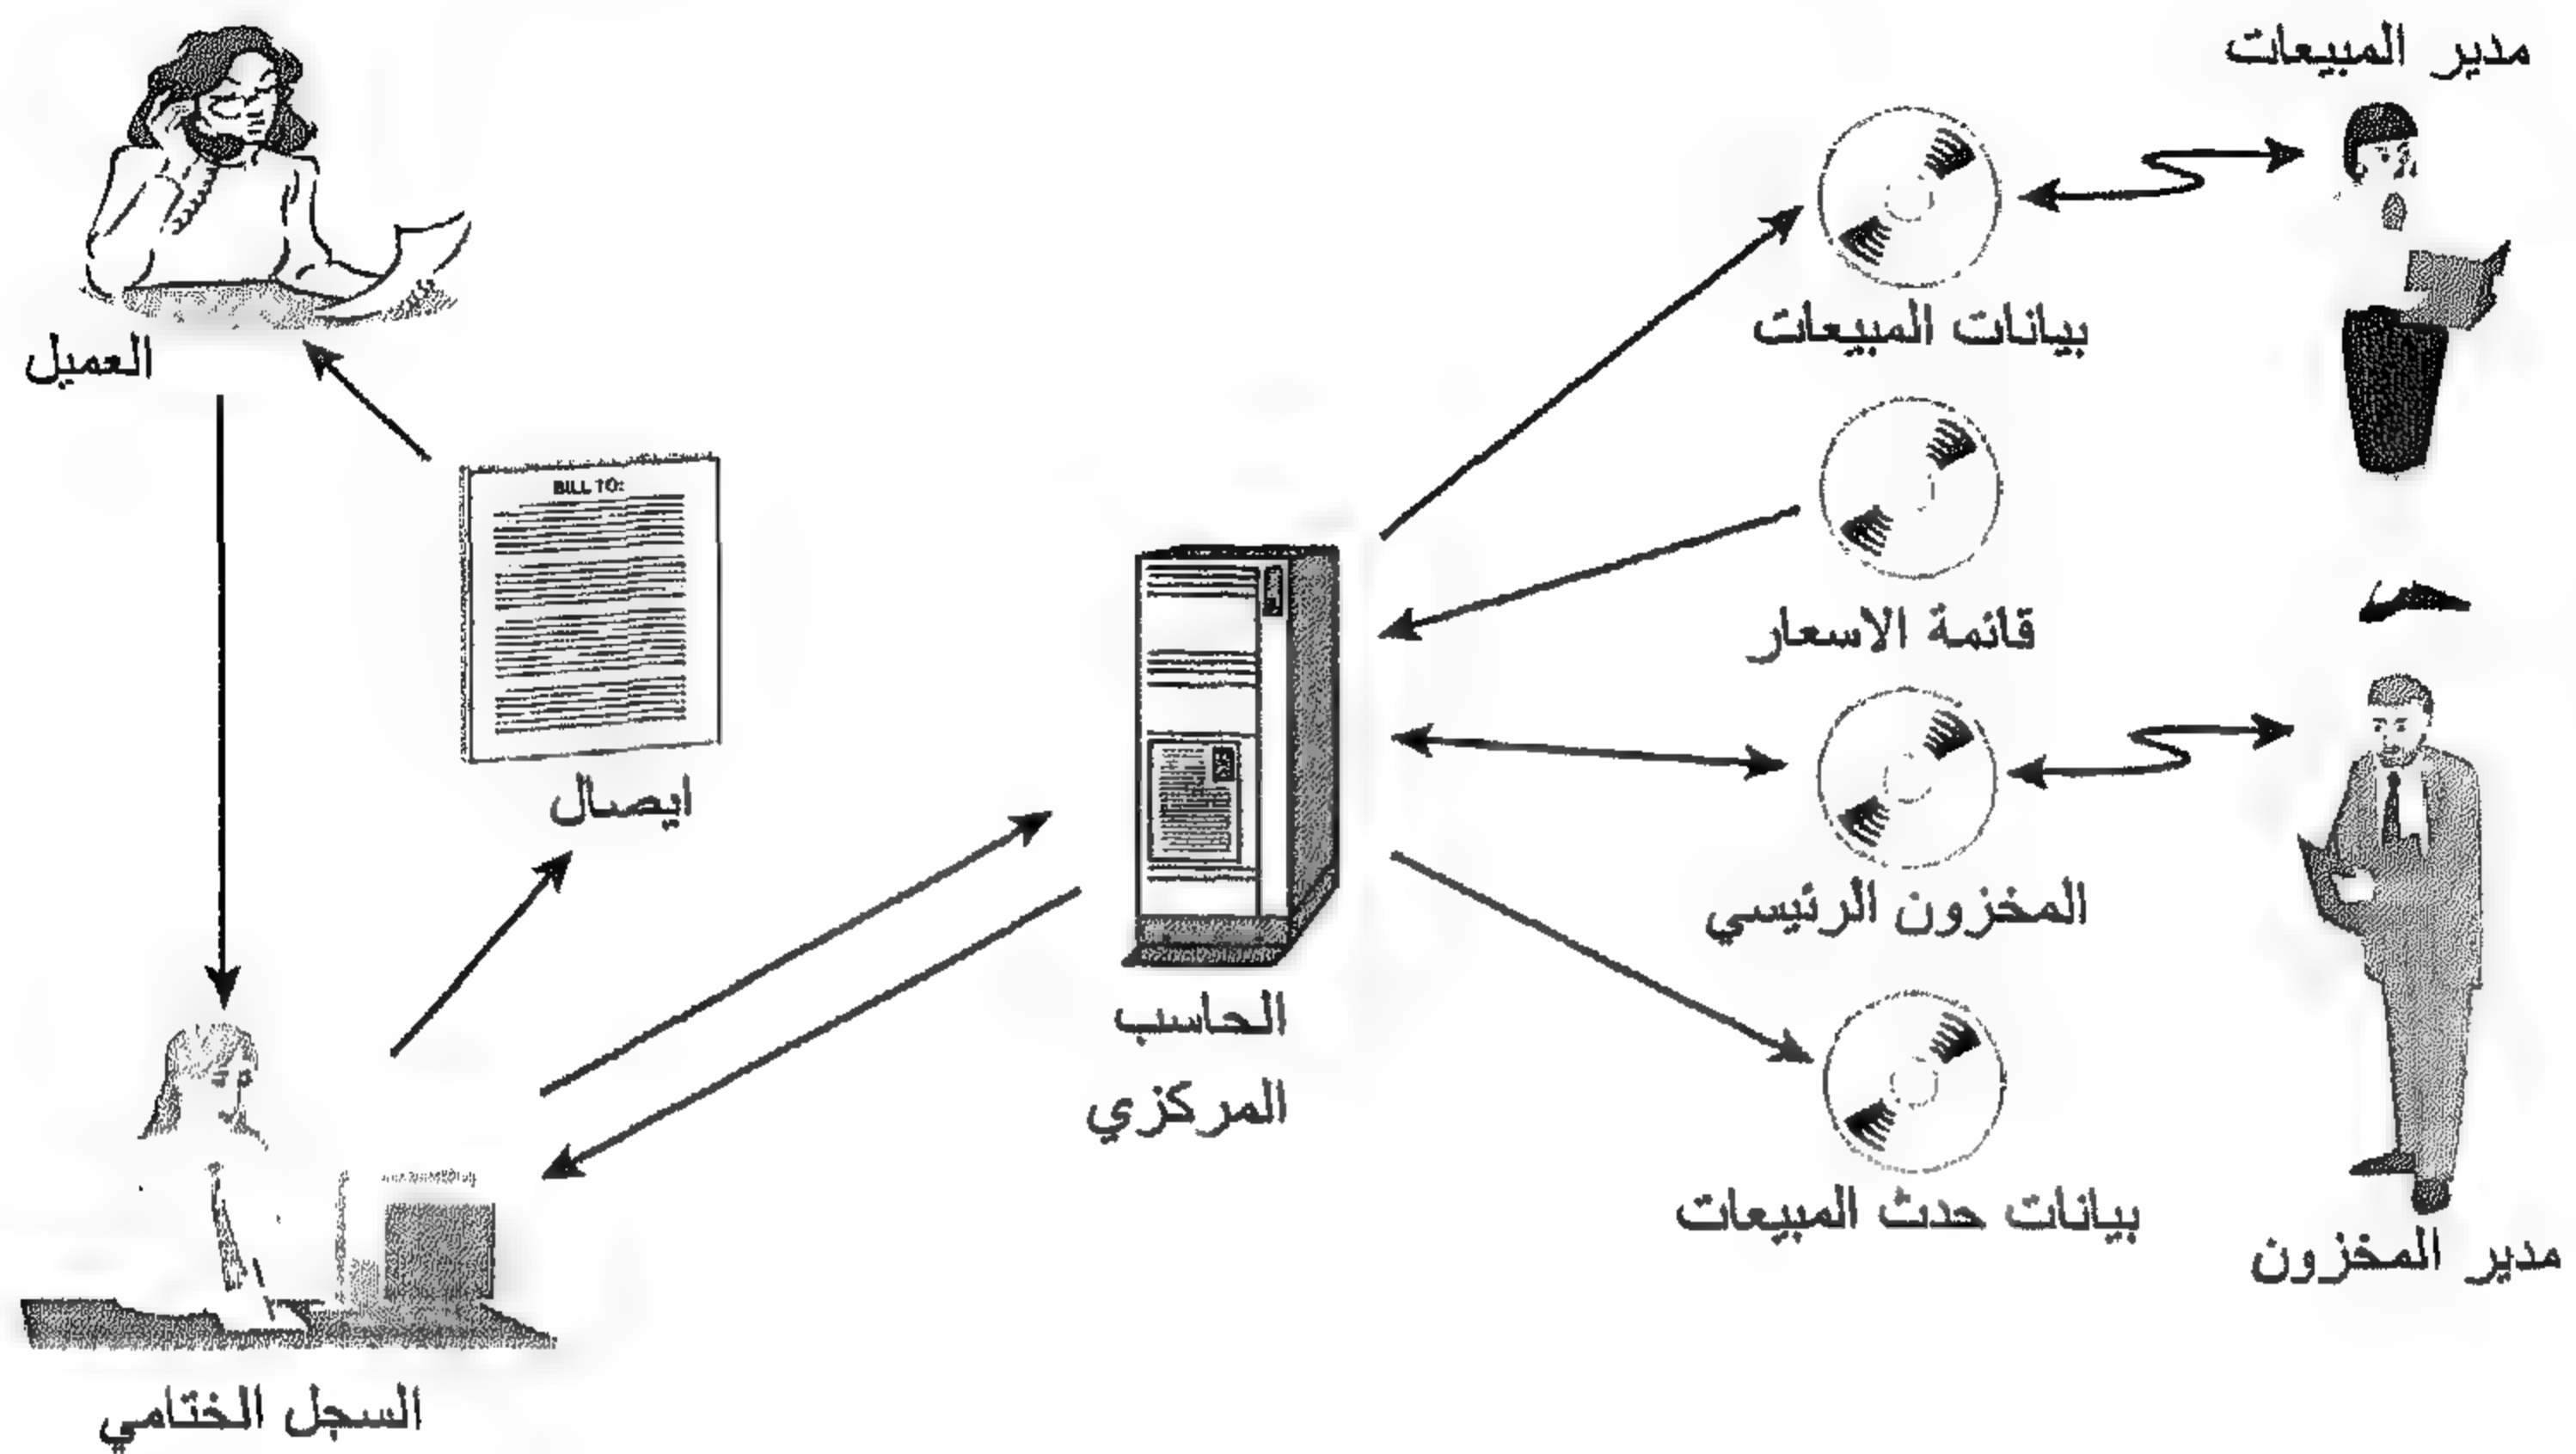 مدير المبيعات
بيانات المبيعات
العميل
BILL TO:
قائمة الاسعار
ايصال
المخزون الرئيسي
الحاسب
المركزي
بيانات حدث المبيعات
مدير المخزون
السجل الختامي